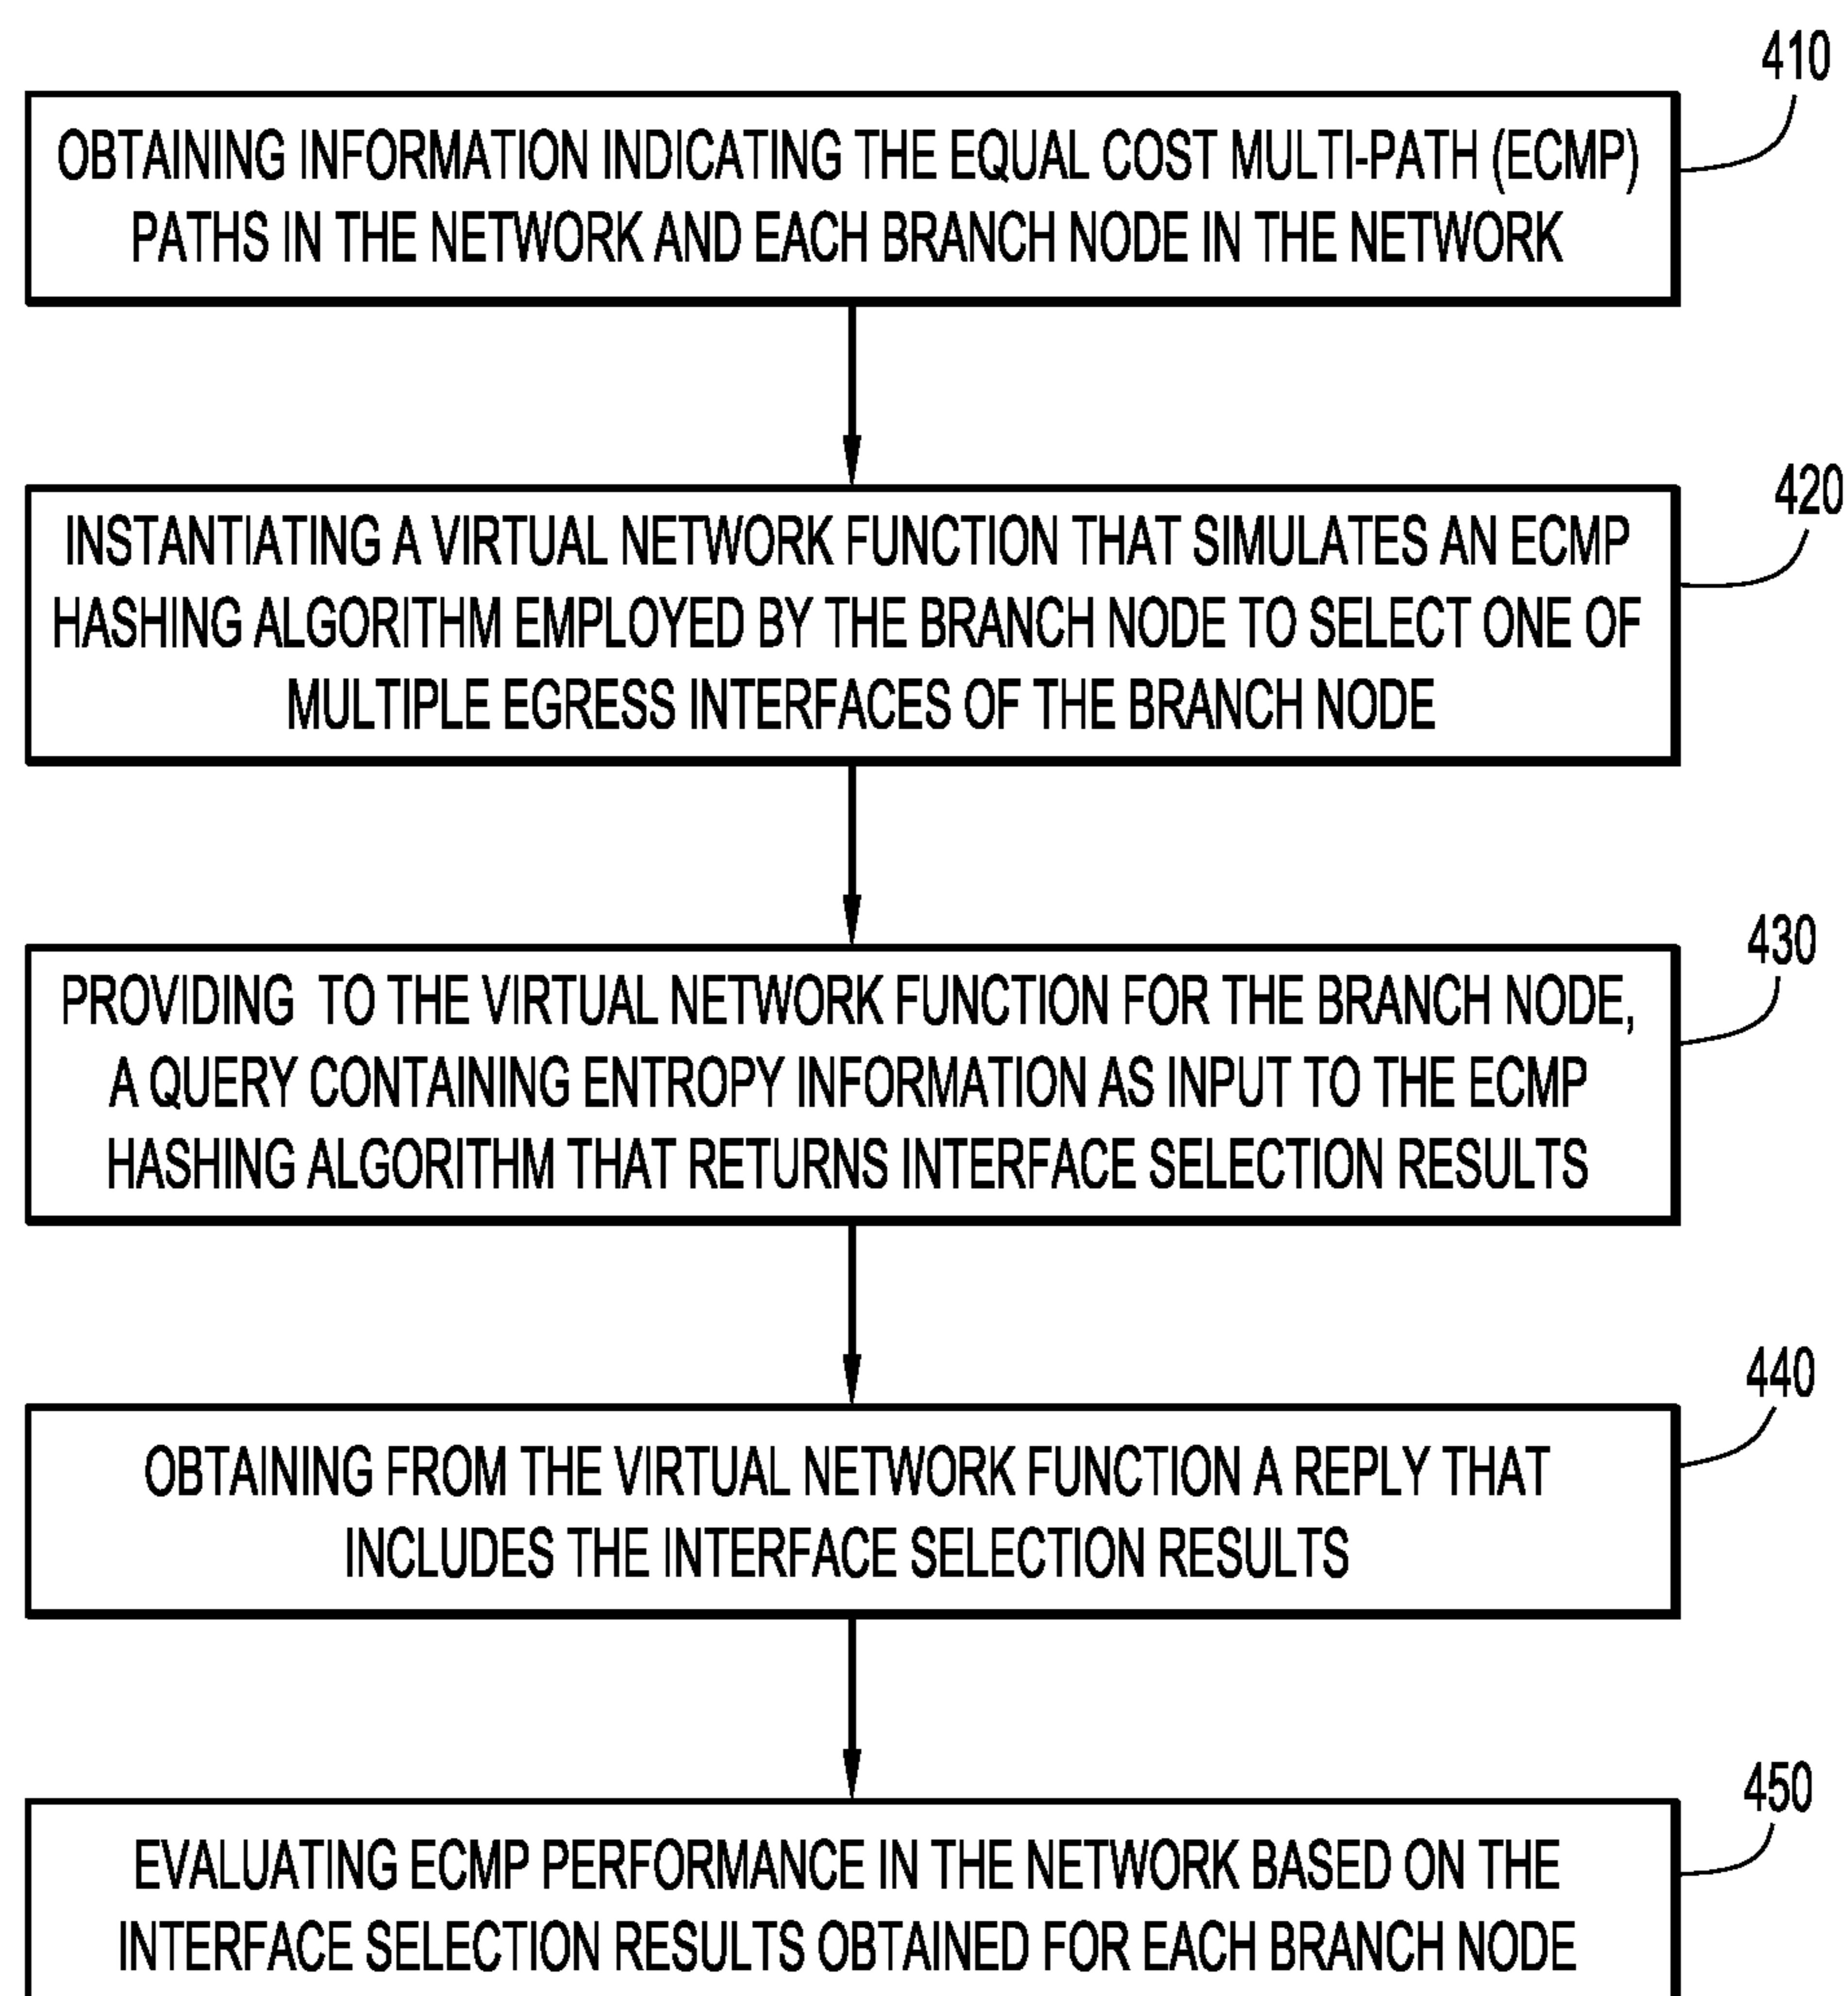 410
OBTAINING INFORMATION INDICATING THE EQUAL COST MULTI-PATH (ECMP)
PATHS IN THE NETWORK AND EACH BRANCH NODE IN THE NETWORK
420
INSTANTIATING A VIRTUAL NETWORK FUNCTION THAT SIMULATES AN ECMP
HASHING ALGORITHM EMPLOYED BY THE BRANCH NODE TO SELECT ONE OF
MULTIPLE EGRESS INTERFACES OF THE BRANCH NODE
430
PROVIDING TO THE VIRTUAL NETWORK FUNCTION FOR THE BRANCH NODE,
A QUERY CONTAINING ENTROPY INFORMATION AS INPUT TO THE ECMP
HASHING ALGORITHM THAT RETURNS INTERFACE SELECTION RESULTS
440
OBTAINING FROM THE VIRTUAL NETWORK FUNCTION A REPLY THAT
INCLUDES THE INTERFACE SELECTION RESULTS
450
EVALUATING ECMP PERFORMANCE IN THE NETWORK BASED ON THE
INTERFACE SELECTION RESULTS OBTAINED FOR EACH BRANCH NODE